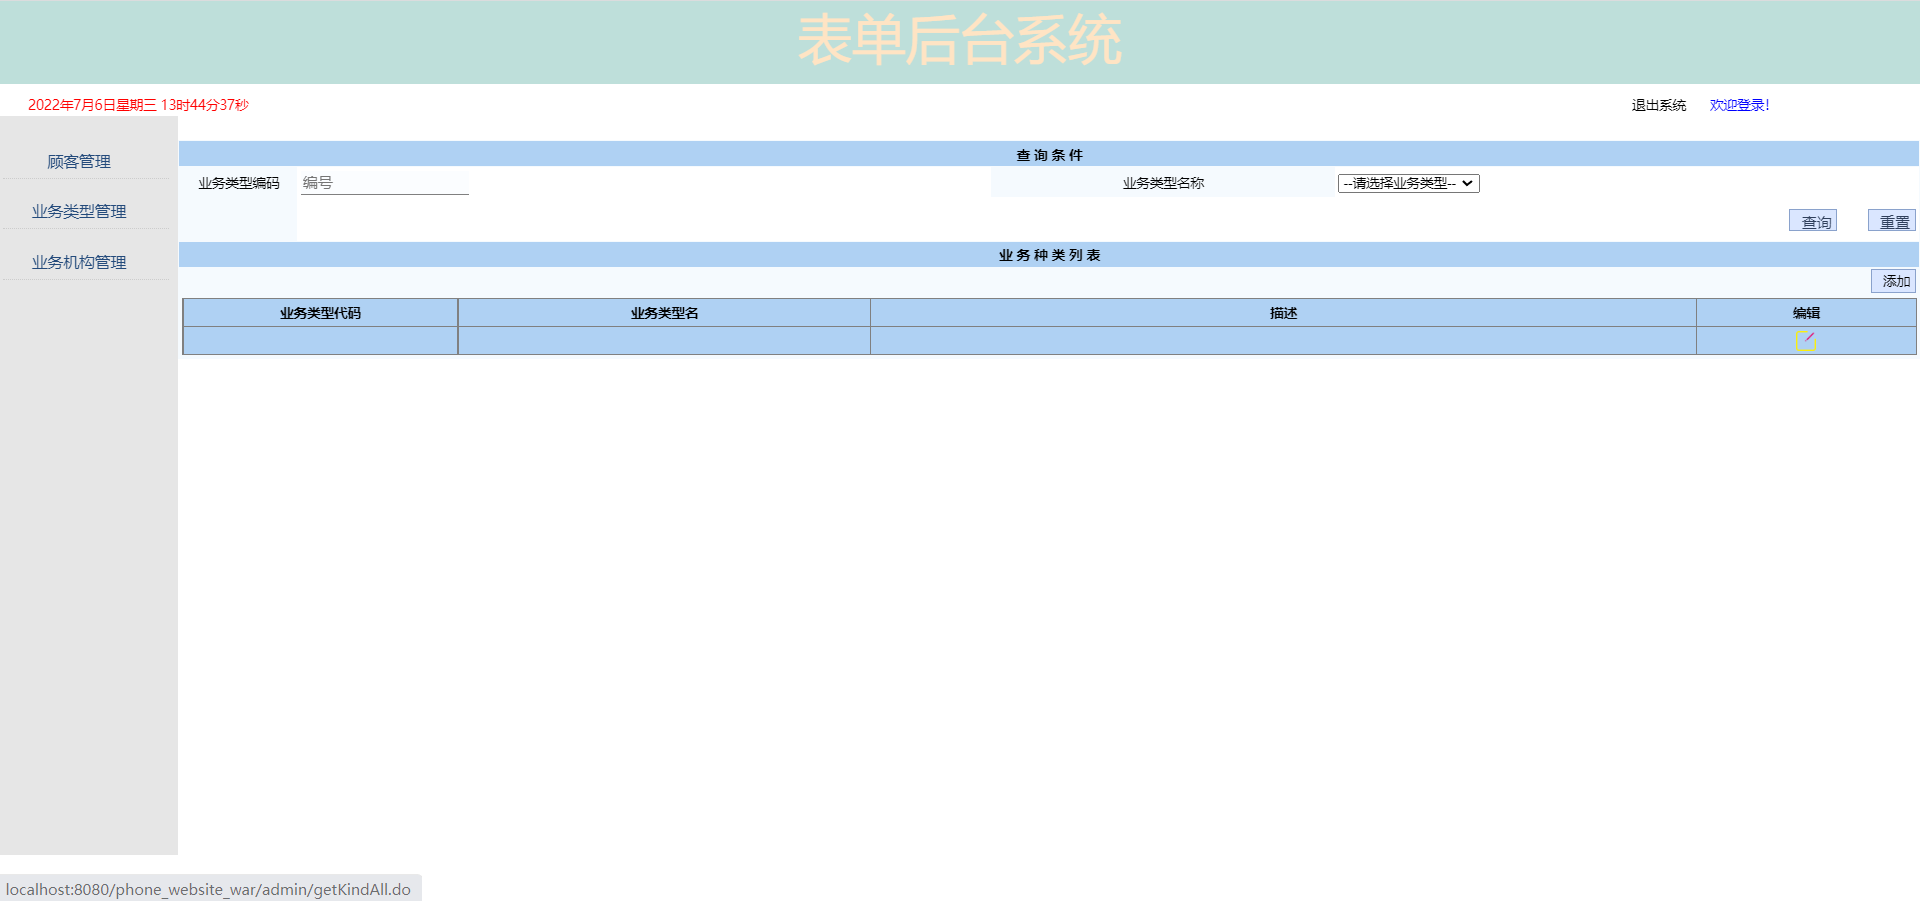 表单后台系统
2022年7月6日星期三 13时44分37秒
退出系统 欢迎登录!
顾客管理
业务类型管理
业务机构管理
查 询 条 件
业务类型编码 编号 业务类型名称 --请选择业务类型--
查询 重置
业 务 种 类 列 表
添加
业务类型代码 业务类型名 描述 编辑
localhost:8080/phone_website_war/admin/getKindAll.do